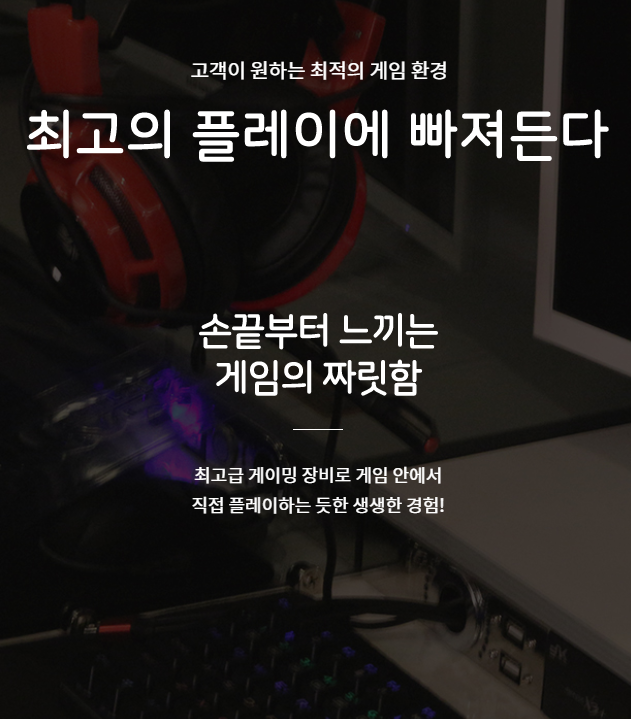 고객이 원하는 최적의 게임 환경
최고의 플레이에 빠져든다
손끝부터 느끼는
게임의 짜릿함
최고급 게이밍 장비로 게임 안에서
직접 플레이하는 듯한 생생한 경험!